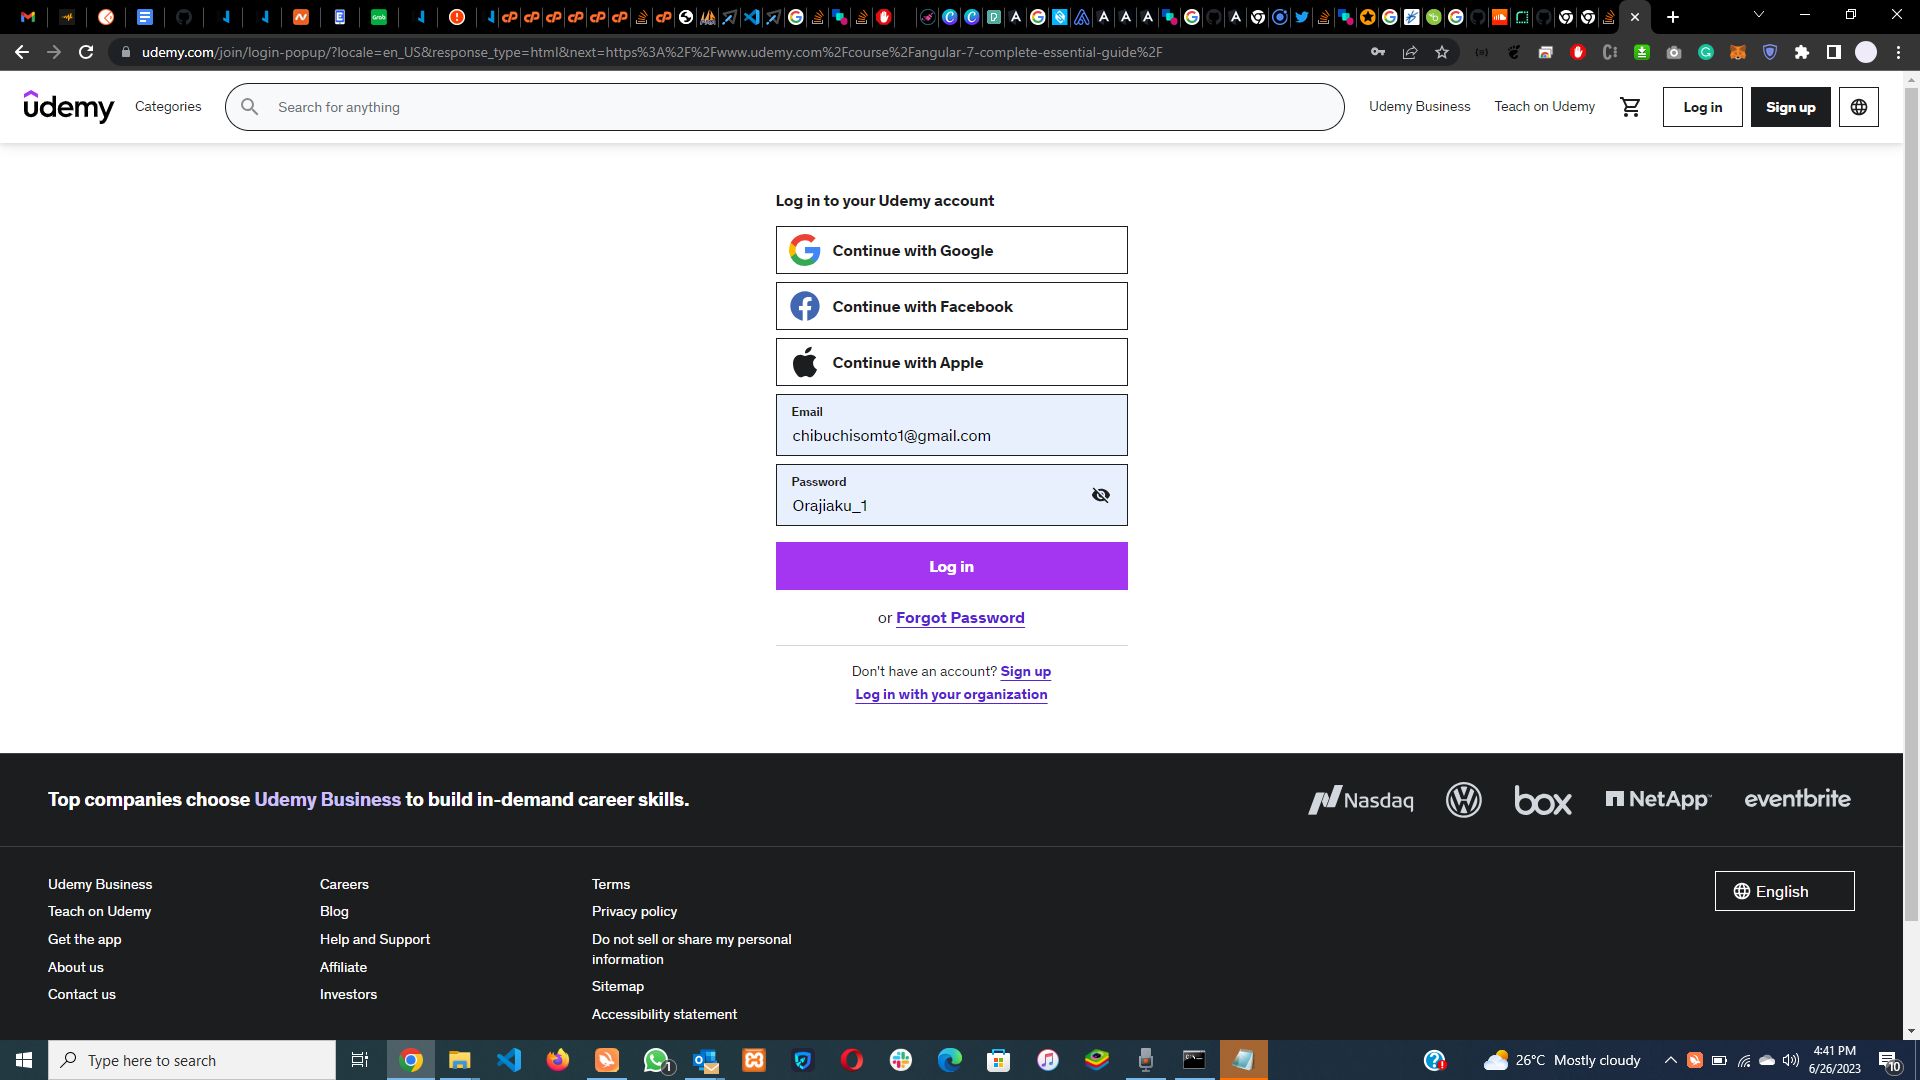 udemy.com/join/login-popup/?locale=en_US&response_type=html&next=https%3A%2F%2Fwww.udemy.com%2Fcourse%2Fangular-7-complete-essential-guide%2F
udemy Categories Search for anything Udemy Business Teach on Udemy Log in Sign up
Log in to your Udemy account
Continue with Google
Continue with Facebook
Continue with Apple
Email
chibuchisomto1@gmail.com
Password
Orajiaku_1
Log in
or Forgot Password
Don't have an account? Sign up
Log in with your organization
Top companies choose Udemy Business to build in-demand career skills. Nasdaq box NetApp eventbrite
Udemy Business
Teach on Udemy
Get the app
About us
Contact us
Careers
Blog
Help and Support
Affiliate
Investors
Terms
Privacy policy
Do not sell or share my personal
information
Sitemap
Accessibility statement
English
Type here to search
1
26°C Mostly cloudy
4:41 PM
6/26/2023
10